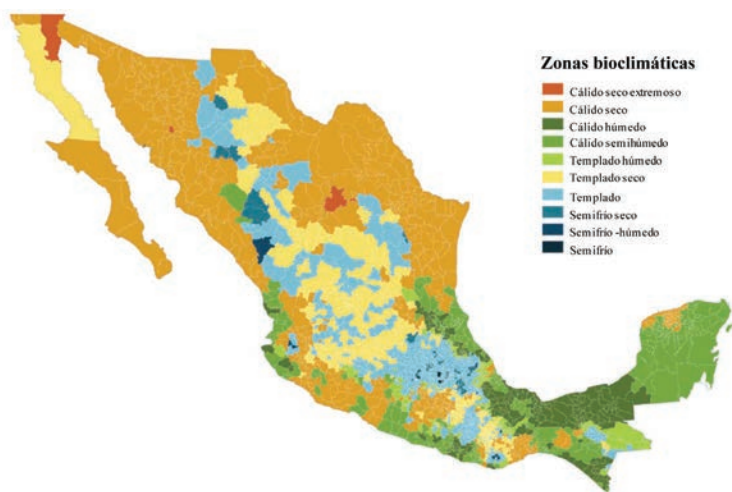 Zonas bioclimáticas
Cálido seco extremoso
Cálido seco
Cálido húmedo
Cálido semihúmedo
Templado húmedo
Templado seco
Templado
Semifrío seco
Semifrío -húmedo
Semifrío